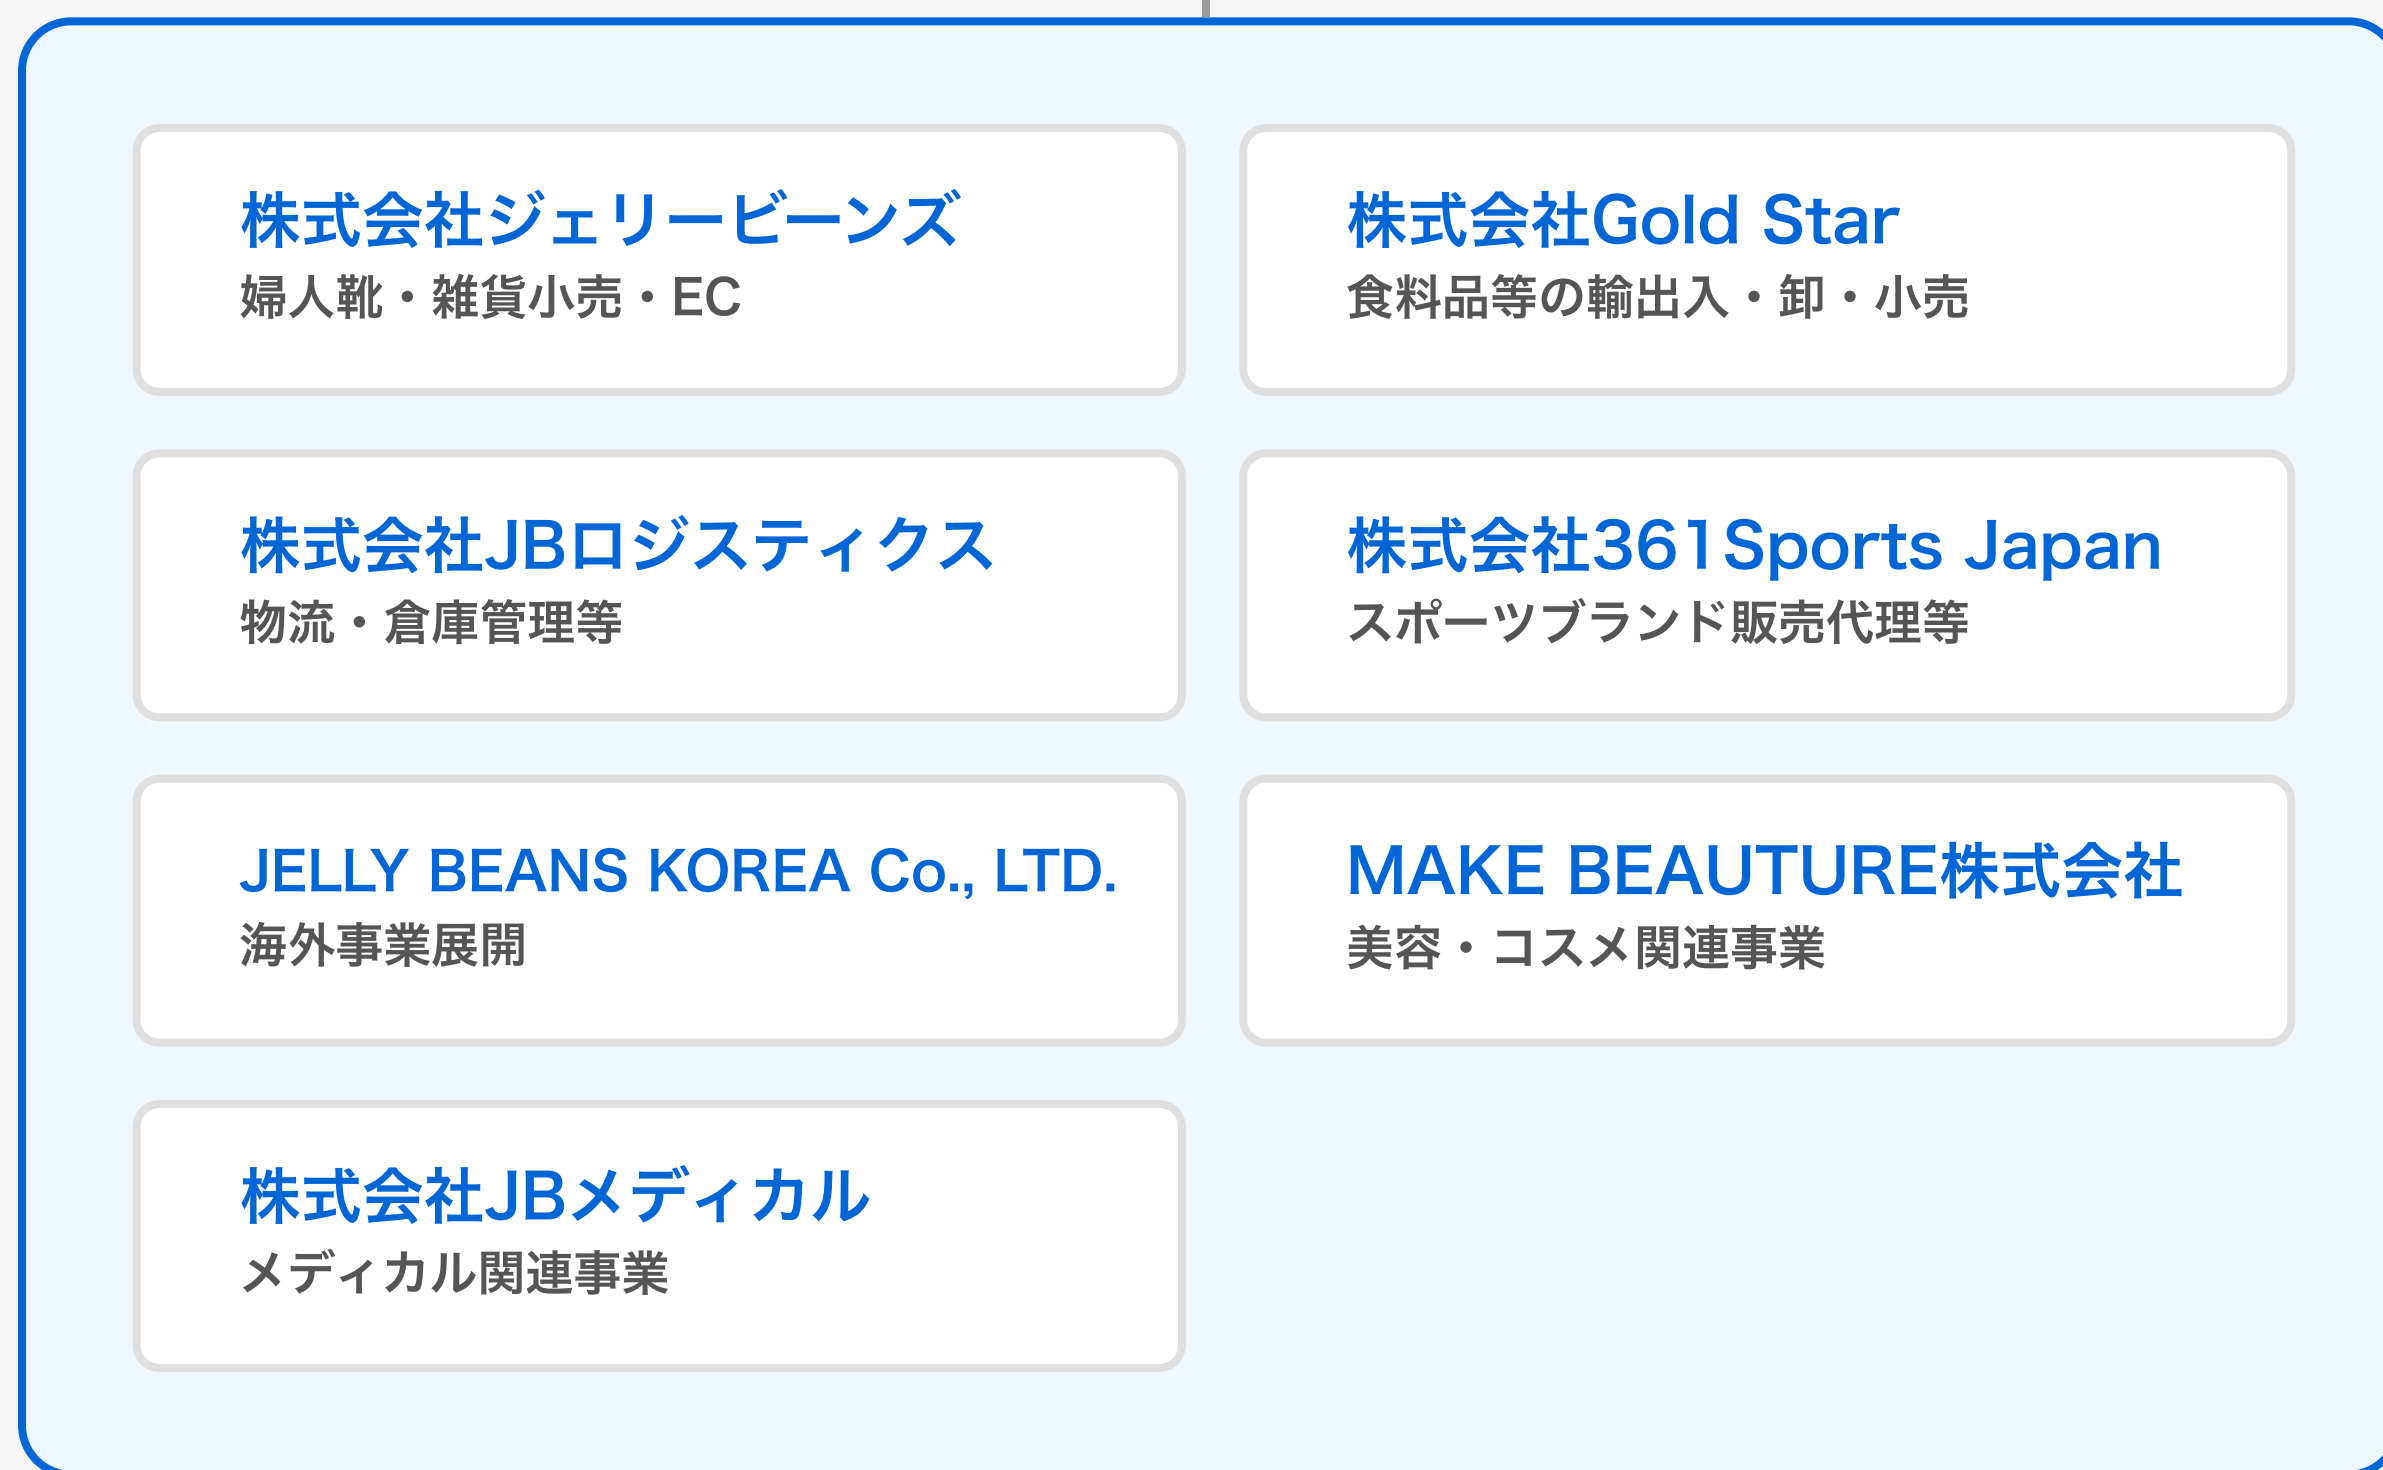 株式会社ジェリービーンズ
婦人靴・雑貨小売・EC
株式会社Gold Star
食料品等の輸出入・卸・小売
株式会社JBロジスティクス
物流・倉庫管理等
株式会社361Sports Japan
スポーツブランド販売代理等
JELLY BEANS KOREA Co., LTD.
海外事業展開
MAKE BEAUTURE株式会社
美容・コスメ関連事業
株式会社JBメディカル
メディカル関連事業